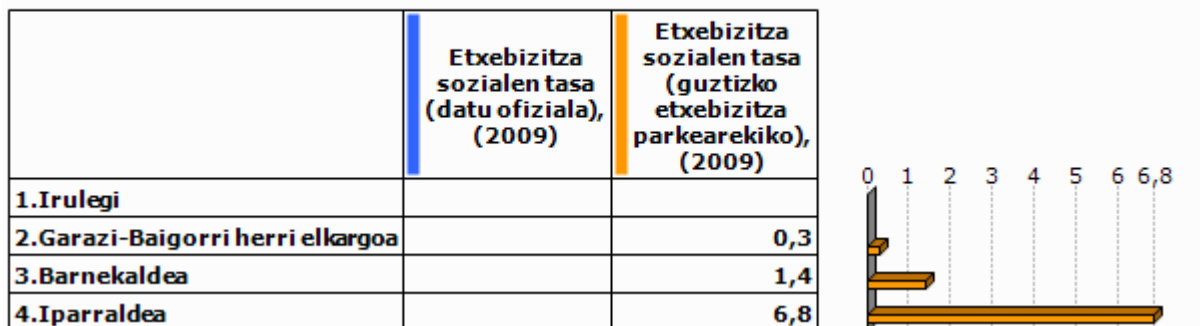 Etxebizitza
sozialen tasa
(datu ofiziala),
(2009)
Etxebizitza
sozialen tasa
(guztizko
etxebizitza
parkearekiko),
(2009)
0 1 2 3 4 5 6 6,8
1.Irulegi
2.Garazi-Baigorri herri elkargoa 0,3
3.Barnekaldea 1,4
4.Iparraldea 6,8